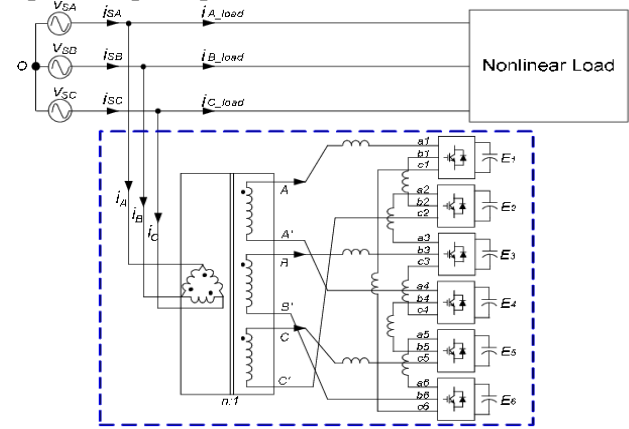 VSA
iSA
iA_load
VSB
iSB
iB_load
O
Nonlinear Load
VSC
iSC
iC_load
a1
b1
c1
E1
a2
b2
c2
E2
a3
b3
c3
E3
a4
b4
c4
E4
a5
b5
c5
E5
a6
b6
c6
E6
iA
iB
iC
A
A'
B
B'
C
C'
n:1